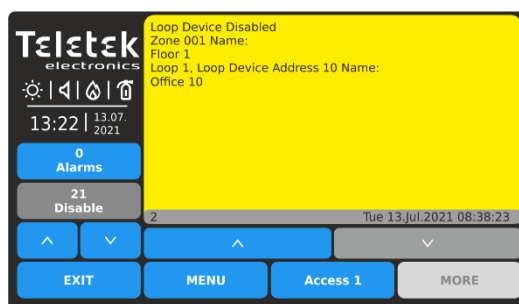 Teletek
electronics
13:22 13.07.
2021
0
Alarms
21
Disable
EXIT
Loop Device Disabled
Zone 001 Name:
Floor 1
Loop 1, Loop Device Address 10 Name:
Office 10
2 Tue 13.Jul.2021 08:38:23
MENU Access 1 MORE